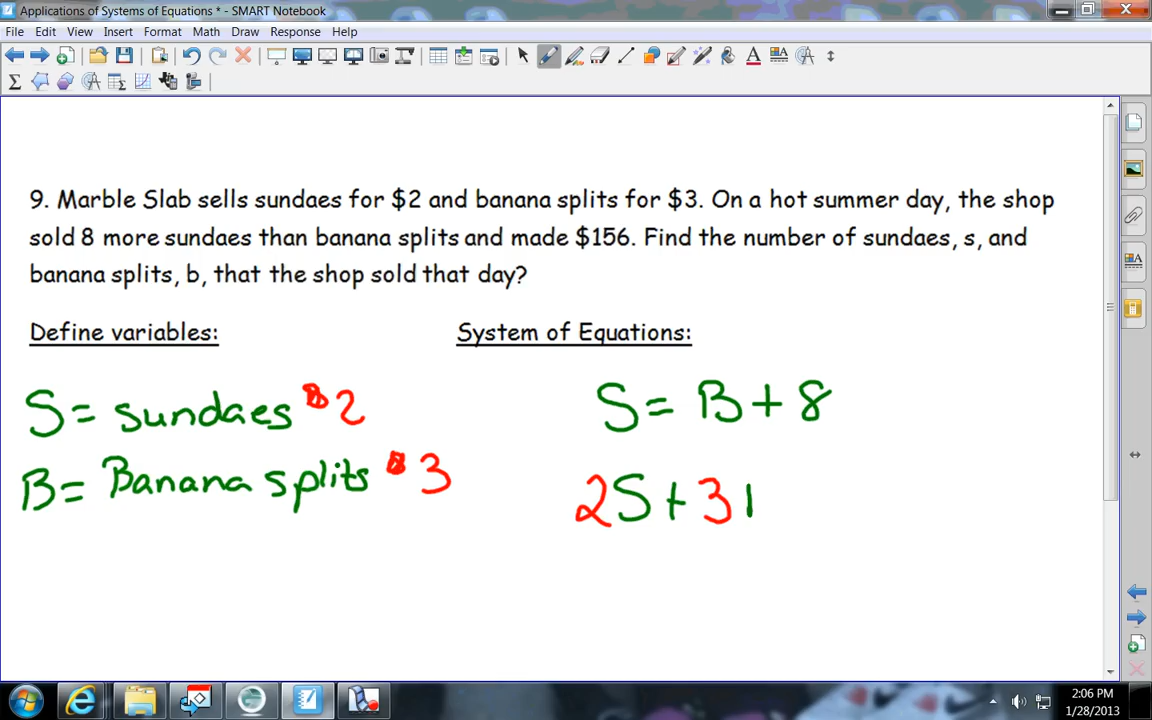 Applications of Systems of Equations * - SMART Notebook
File Edit View Insert Format Math Draw Response Help
9. Marble Slab sells sundaes for $2 and banana splits for $3. On a hot summer day, the shop
sold 8 more sundaes than banana splits and made $156. Find the number of sundaes, s, and
banana splits, b, that the shop sold that day?
Define variables:
System of Equations:
S = sundaes $2
S = B + 8
B = Banana splits $3
2S + 3
2:06 PM
1/28/2013